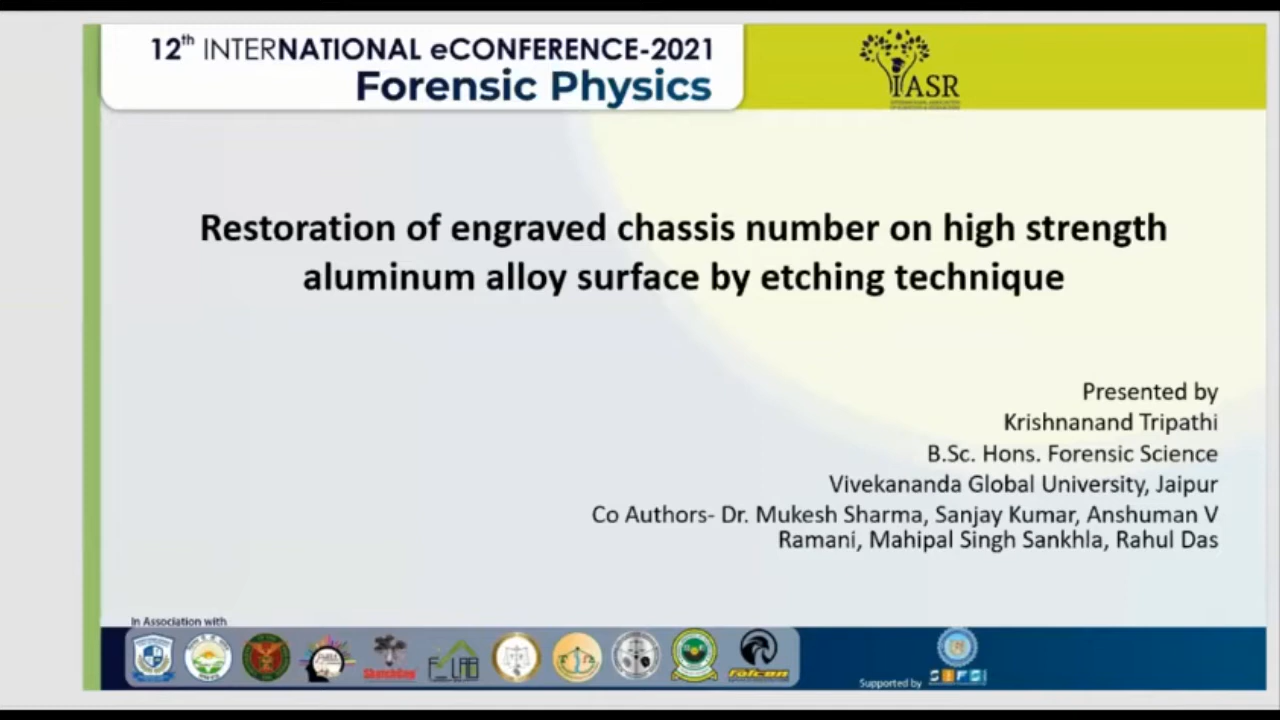 12th INTERNATIONAL eCONFERENCE-2021
Forensic Physics
IASR
Restoration of engraved chassis number on high strength
aluminum alloy surface by etching technique
Presented by
Krishnanand Tripathi
B.Sc. Hons. Forensic Science
Vivekananda Global University, Jaipur
Co Authors- Dr. Mukesh Sharma, Sanjay Kumar, Anshuman V
Ramani, Mahipal Singh Sankhla, Rahul Das
In Association with
falcon
Supported by